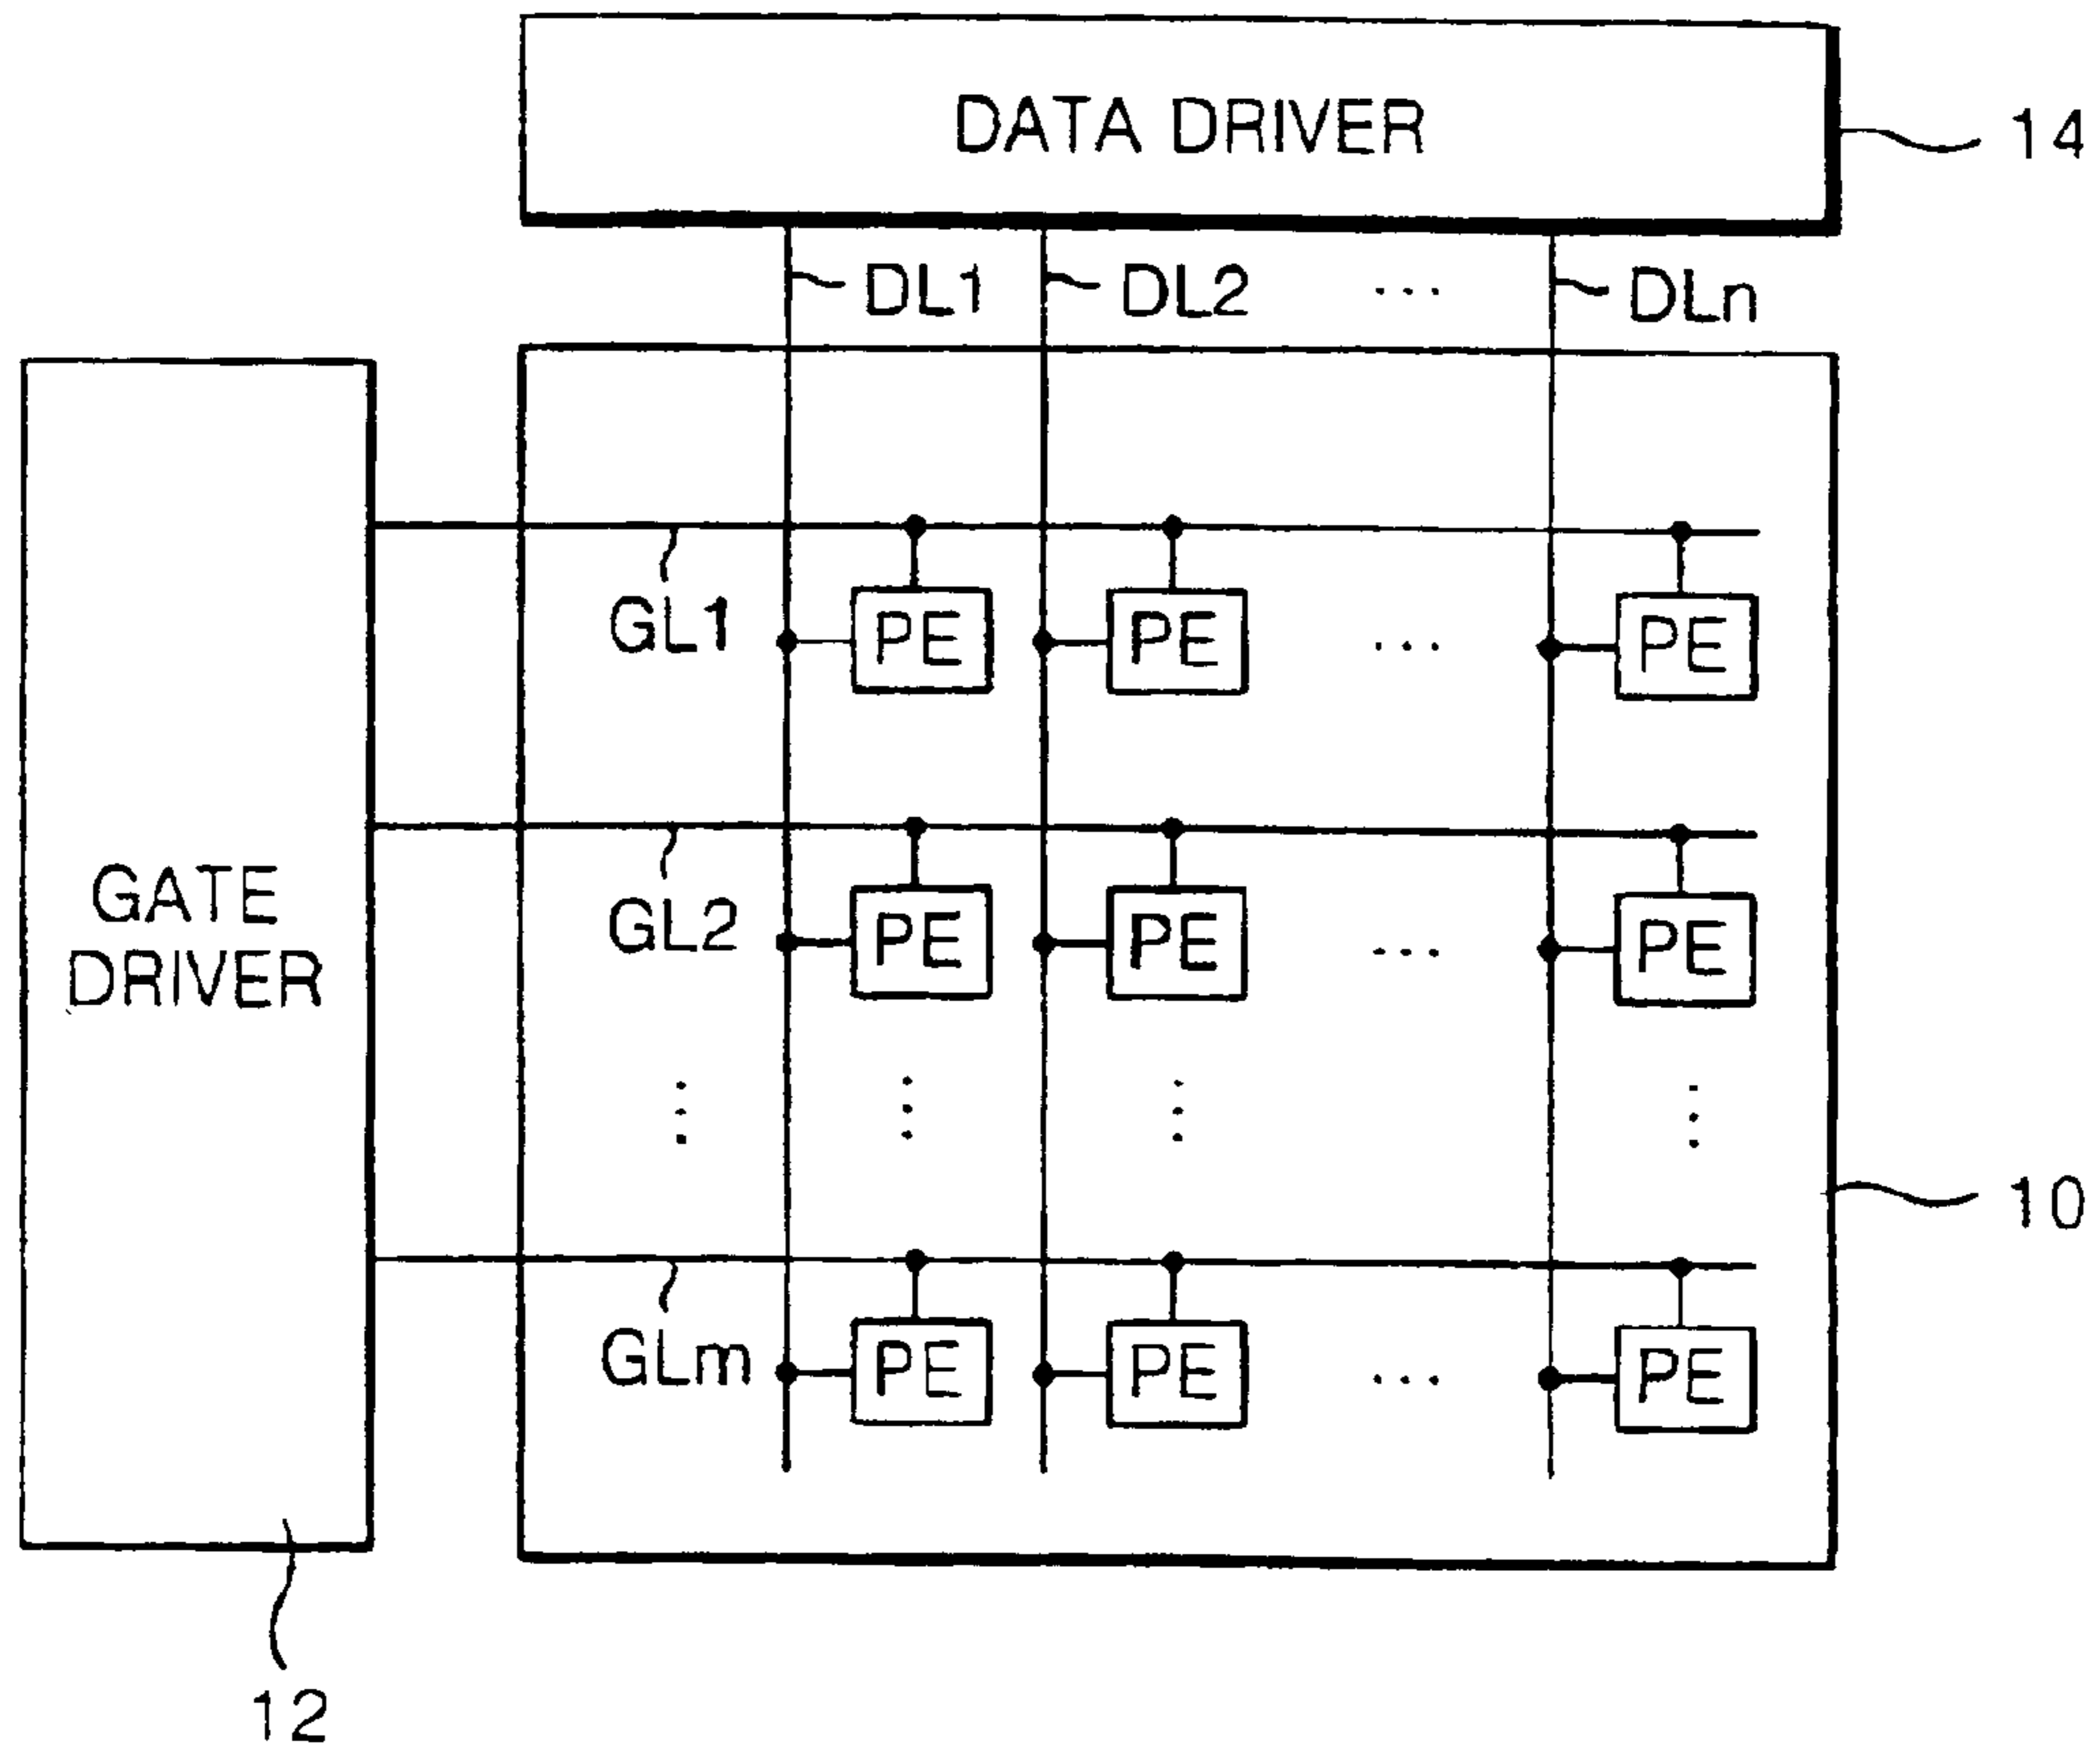 DATA DRIVER
14
DL1 DL2 ... DLn
GL1 PE PE ... PE
GATE
DRIVER
GL2 PE PE ... PE
10
GLm PE PE ... PE
12